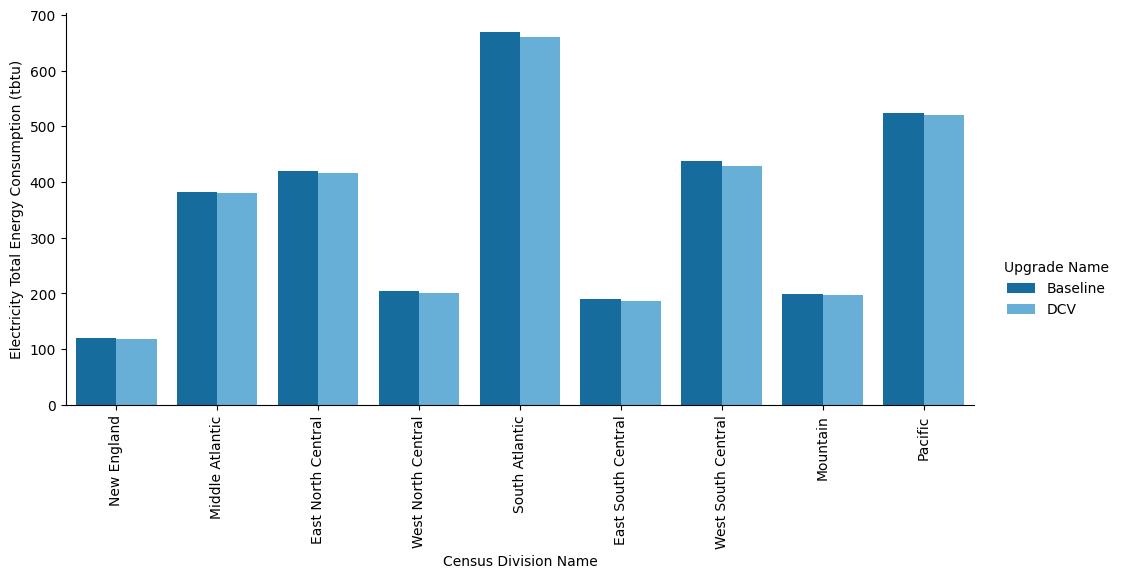 Electricity Total Energy Consumption (tbtu)
700
600
500
400
300
200
100
0
New England
Middle Atlantic
East North Central
West North Central
South Atlantic
East South Central
West South Central
Mountain
Pacific
Census Division Name
Upgrade Name
Baseline
DCV